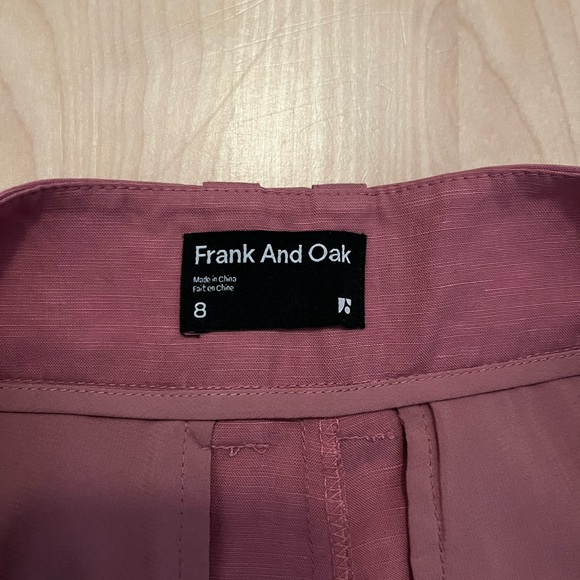 Frank And Oak
Made in China
Fait en Chine
8